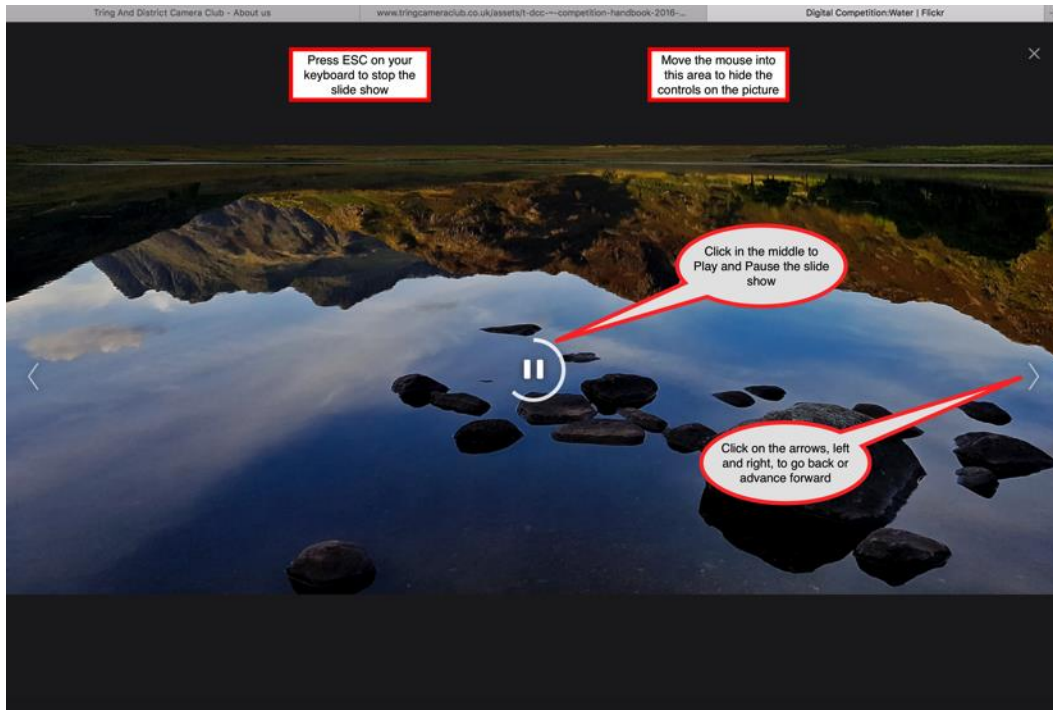 Tring And District Camera Club - About us
www.tringcameraclub.co.uk/assets/t-dcc-~-competition-handbook-2016-...
Digital Competition:Water | Flickr
Press ESC on your
keyboard to stop the
slide show
Move the mouse into
this area to hide the
controls on the picture
Click in the middle to
Play and Pause the slide
show
Click on the arrows, left
and right, to go back or
advance forward